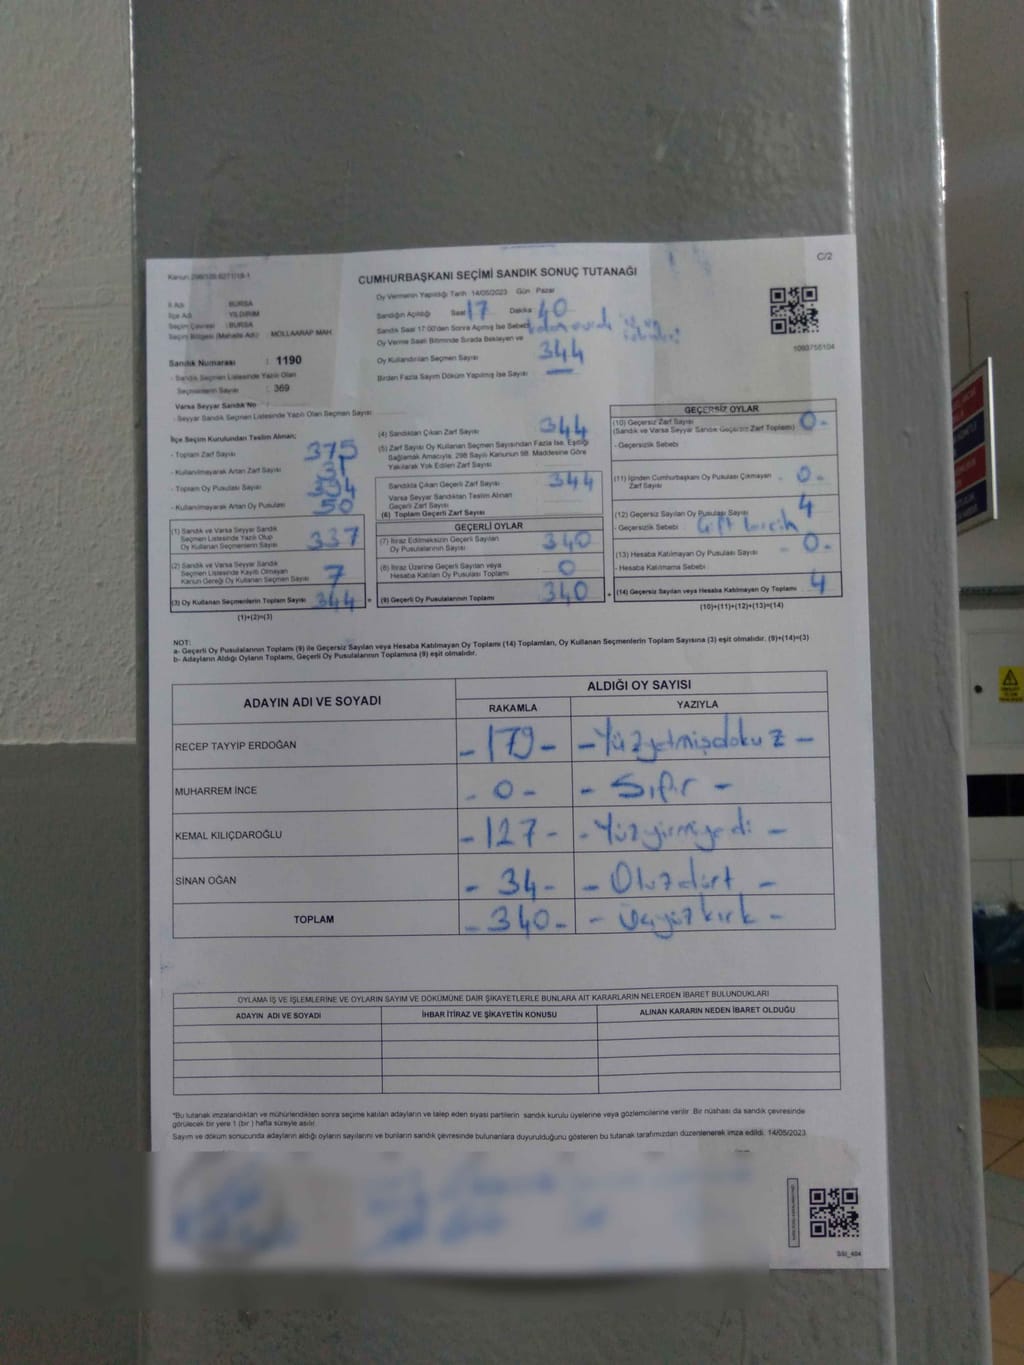 C/2
CUMHURBAŞKANI SEÇİMİ SANDIK SONUÇ TUTANAĞI
Oy Vermenin Yapıldığı Tarih 14/05/2023 Gün Pazar
İl Adı : BURSA
İlçe Adı : YILDIRIM
Seçim Çevresi : BURSA
Seçim Bölgesi (Mahalle Adı) : MOLLAARAP MAH.
Sandık Numarası : 1190
- Sandık Seçmen Listesinde Yazılı Olan
Seçmenlerin Sayısı : 369
Varsa Seyyar Sandık No
- Seyyar Sandık Seçmen Listesinde Yazılı Olan Seçmen Sayısı
Sandığın Açıldığı Saat 17 Dakika 40
Sandık Saat 17:00'den Sonra Açmış İse Sebebi
Oy Verme Saati Bitiminde Sırada Bekleyen ve
Oy Kullandırılan Seçmen Sayısı 344
Birden Fazla Sayım Döküm Yapılmış İse Sayısı —
1093755104
İlçe Seçim Kurulundan Teslim Alınan;
- Toplam Zarf Sayısı 375
- Kullanılmayarak Artan Zarf Sayısı 31
- Toplam Oy Pusulası Sayısı
- Kullanılmayarak Artan Oy Pusulası 50
(1) Sandık ve Varsa Seyyar Sandık
Seçmen Listesinde Yazılı Olup
Oy Kullanan Seçmenlerin Sayısı 337
(2) Sandık ve Varsa Seyyar Sandık
Seçmen Listesinde Kayıtlı Olmayan
Kanun Gereği Oy Kullanan Seçmen Sayısı 7
(3) Oy Kullanan Seçmenlerin Toplam Sayısı 344 =
(1)+(2)=(3)
(4) Sandıktan Çıkan Zarf Sayısı 344
(5) Zarf Sayısı Oy Kullanan Seçmen Sayısından Fazla İse, Eşitliği
Sağlamak Amacıyla, 298 Sayılı Kanunun 98. Maddesine Göre
Yakılarak Yok Edilen Zarf Sayısı
Sandıkta Çıkan Geçerli Zarf Sayısı 344
Varsa Seyyar Sandıktan Teslim Alınan
Geçerli Zarf Sayısı
(6) Toplam Geçerli Zarf Sayısı
GEÇERLİ OYLAR
(7) İtiraz Edilmeksizin Geçerli Sayılan
Oy Pusulalarının Sayısı 340
(8) İtiraz Üzerine Geçerli Sayılan veya
Hesaba Katılan Oy Pusulası Toplamı 0
(9) Geçerli Oy Pusulalarının Toplamı 340 +
GEÇERSİZ OYLAR
(10) Geçersiz Zarf Sayısı 0-
(Sandık ve Varsa Seyyar Sandık Geçersiz Zarf Toplamı)
- Geçersizlik Sebebi
(11) İçinden Cumhurbaşkanı Oy Pusulası Çıkmayan
Zarf Sayısı - 0-
(12) Geçersiz Sayılan Oy Pusulası Sayısı 4
- Geçersizlik Sebebi Çift tercih
(13) Hesaba Katılmayan Oy Pusulası Sayısı - 0-
- Hesaba Katılmama Sebebi
(14) Geçersiz Sayılan veya Hesaba Katılmayan Oy Toplamı 4
(10)+(11)+(12)+(13)=(14)
NOT:
a- Geçerli Oy Pusulalarının Toplamı (9) ile Geçersiz Sayılan veya Hesaba Katılmayan Oy Toplamı (14) Toplamları, Oy Kullanan Seçmenlerin Toplam Sayısına (3) eşit olmalıdır. (9)+(14)=(3)
b- Adayların Aldığı Oyların Toplamı, Geçerli Oy Pusulalarının Toplamına (9) eşit olmalıdır.
ADAYIN ADI VE SOYADI ALDIĞI OY SAYISI
RAKAMLA YAZIYLA
RECEP TAYYİP ERDOĞAN - 179 - - Yüzyetmişdokuz -
MUHARREM İNCE - 0 - - Sıfır -
KEMAL KILIÇDAROĞLU - 127 - - Yüzyirmiyedi -
SİNAN OĞAN - 34 - - Otuzdört -
TOPLAM - 340 - - üçyüzkırk -
OYLAMA İŞ VE İŞLEMLERİNE VE OYLARIN SAYIM VE DÖKÜMÜNE DAİR ŞİKAYETLERLE BUNLARA AİT KARARLARIN NELERDEN İBARET BULUNDUKLARI
ADAYIN ADI VE SOYADI İHBAR İTİRAZ VE ŞİKAYETİN KONUSU ALINAN KARARIN NEDEN İBARET OLDUĞU
*Bu tutanak imzalandıktan ve mühürlendikten sonra seçime katılan adayların ve talep eden siyasi partilerin sandık kurulu üyelerine veya gözlemcilerine verilir. Bir nüshası da sandık çevresinde
görülecek bir yere 1 (bir ) hafta süreyle asılır.
Sayım ve döküm sonucunda adayların aldığı oyların sayılarını ve bunların sandık çevresinde bulunanlara duyurulduğunu gösteren bu tutanak tarafımızdan düzenlenerek imza edildi. 14/05/2023